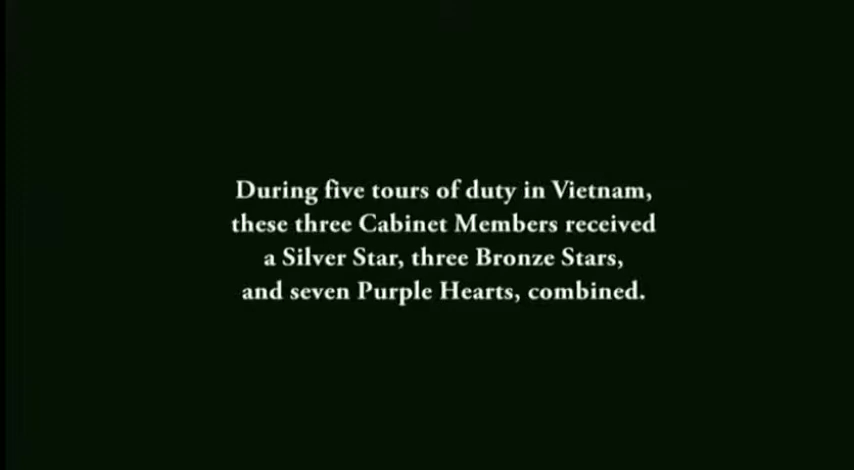 During five tours of duty in Vietnam,
these three Cabinet Members received
a Silver Star, three Bronze Stars,
and seven Purple Hearts, combined.